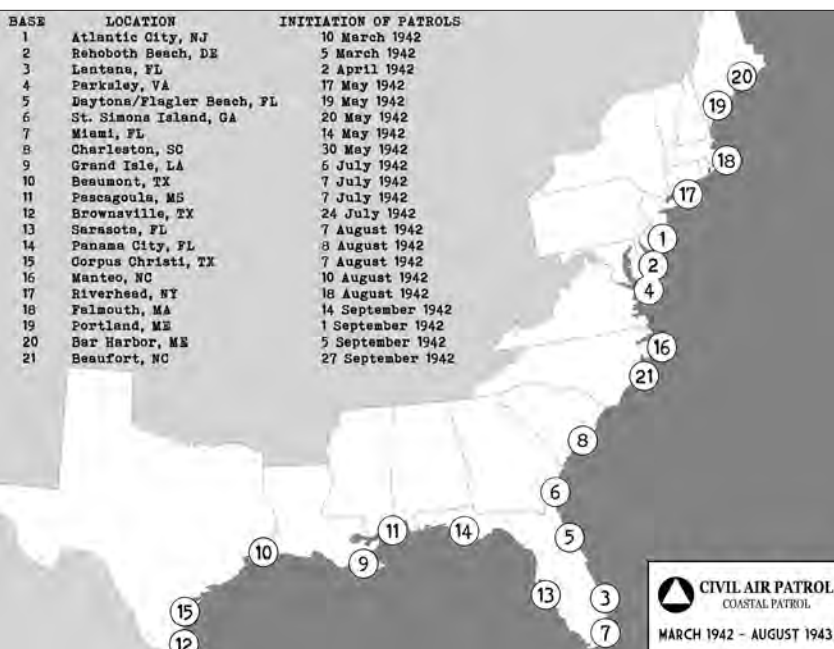 BASE LOCATION INITIATION OF PATROLS
1 Atlantic City, NJ 10 March 1942
2 Rehoboth Beach, DE 5 March 1942
3 Lantana, FL 2 April 1942
4 Parksley, VA 17 May 1942
5 Daytona/Flagler Beach, FL 19 May 1942
6 St. Simons Island, GA 20 May 1942
7 Miami, FL 14 May 1942
8 Charleston, SC 30 May 1942
9 Grand Isle, LA 6 July 1942
10 Beaumont, TX 7 July 1942
11 Pascagoula, MS 7 July 1942
12 Brownsville, TX 24 July 1942
13 Sarasota, FL 7 August 1942
14 Panama City, FL 8 August 1942
15 Corpus Christi, TX 7 August 1942
16 Manteo, NC 10 August 1942
17 Riverhead, NY 18 August 1942
18 Falmouth, MA 14 September 1942
19 Portland, ME 1 September 1942
20 Bar Harbor, ME 5 September 1942
21 Beaufort, NC 27 September 1942
20
19
18
17
1
2
4
16
21
8
6
11
14
5
10
9
13
3
15
7
12
CIVIL AIR PATROL
COASTAL PATROL
MARCH 1942 - AUGUST 1943